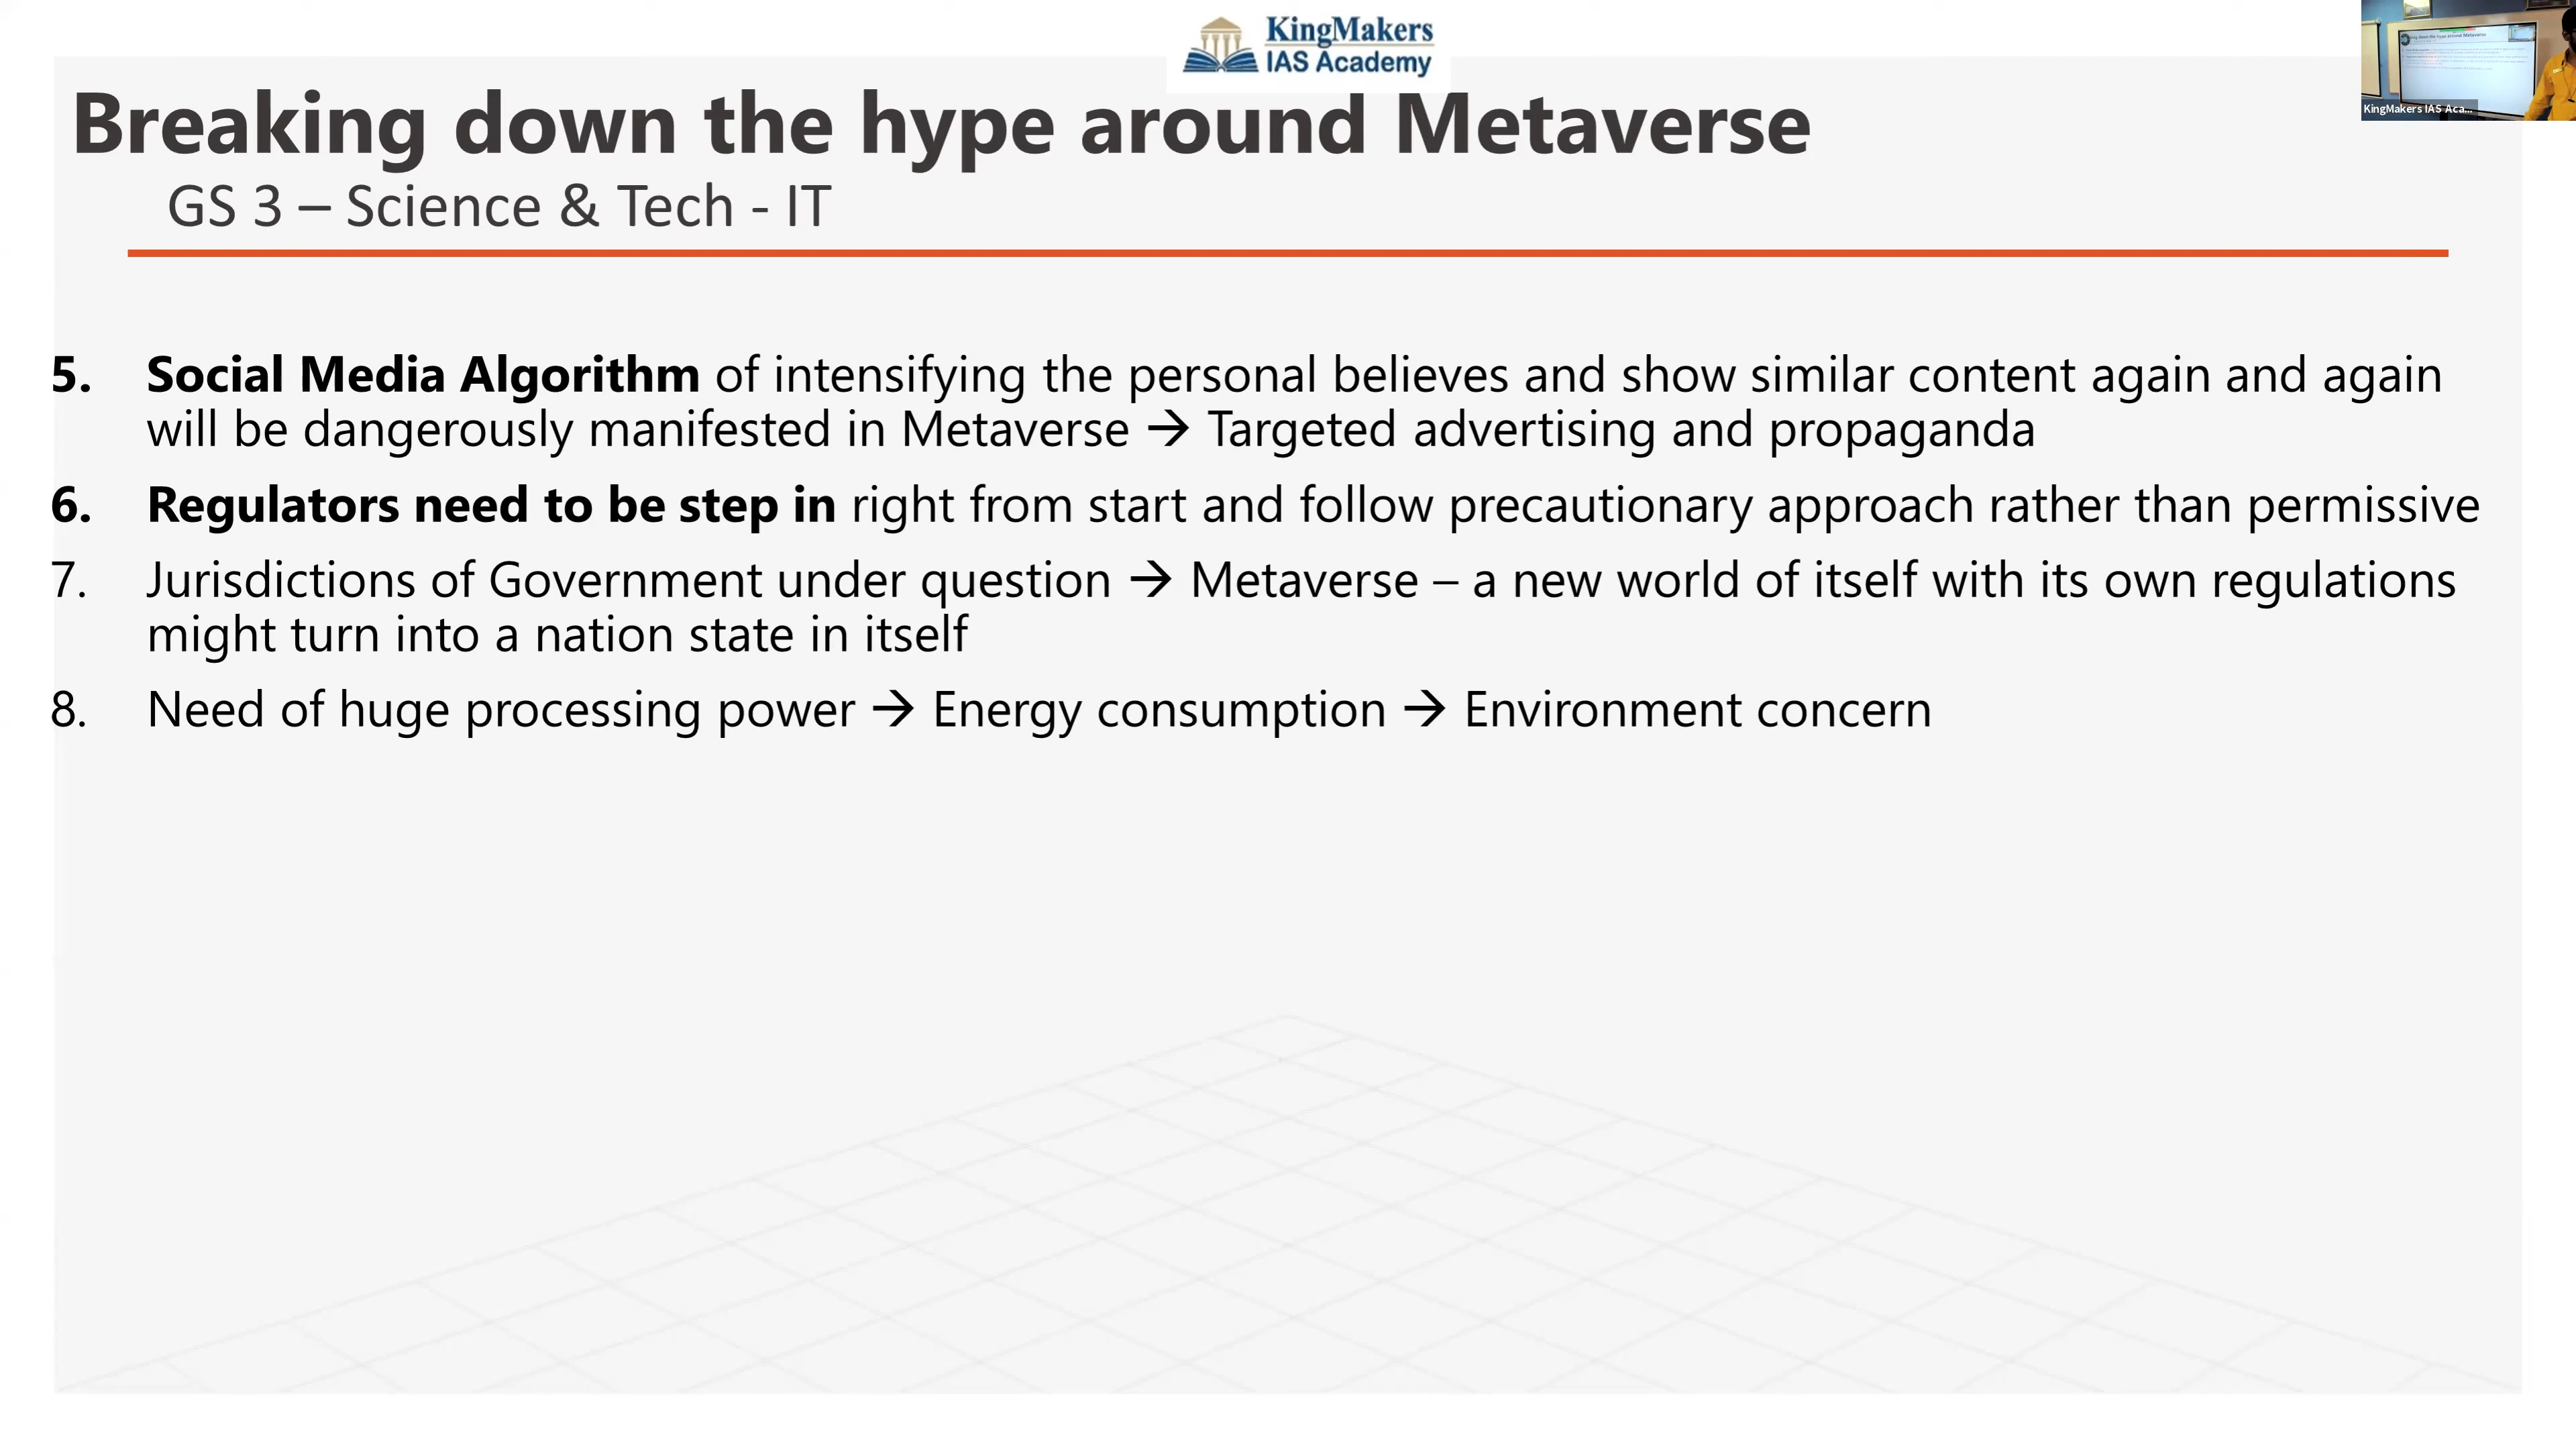 KingMakers
IAS Academy
KingMakers IAS Aca...
Breaking down the hype around Metaverse
GS 3 – Science & Tech - IT
5. Social Media Algorithm of intensifying the personal believes and show similar content again and again
will be dangerously manifested in Metaverse → Targeted advertising and propaganda
6. Regulators need to be step in right from start and follow precautionary approach rather than permissive
7. Jurisdictions of Government under question → Metaverse – a new world of itself with its own regulations
might turn into a nation state in itself
8. Need of huge processing power → Energy consumption → Environment concern